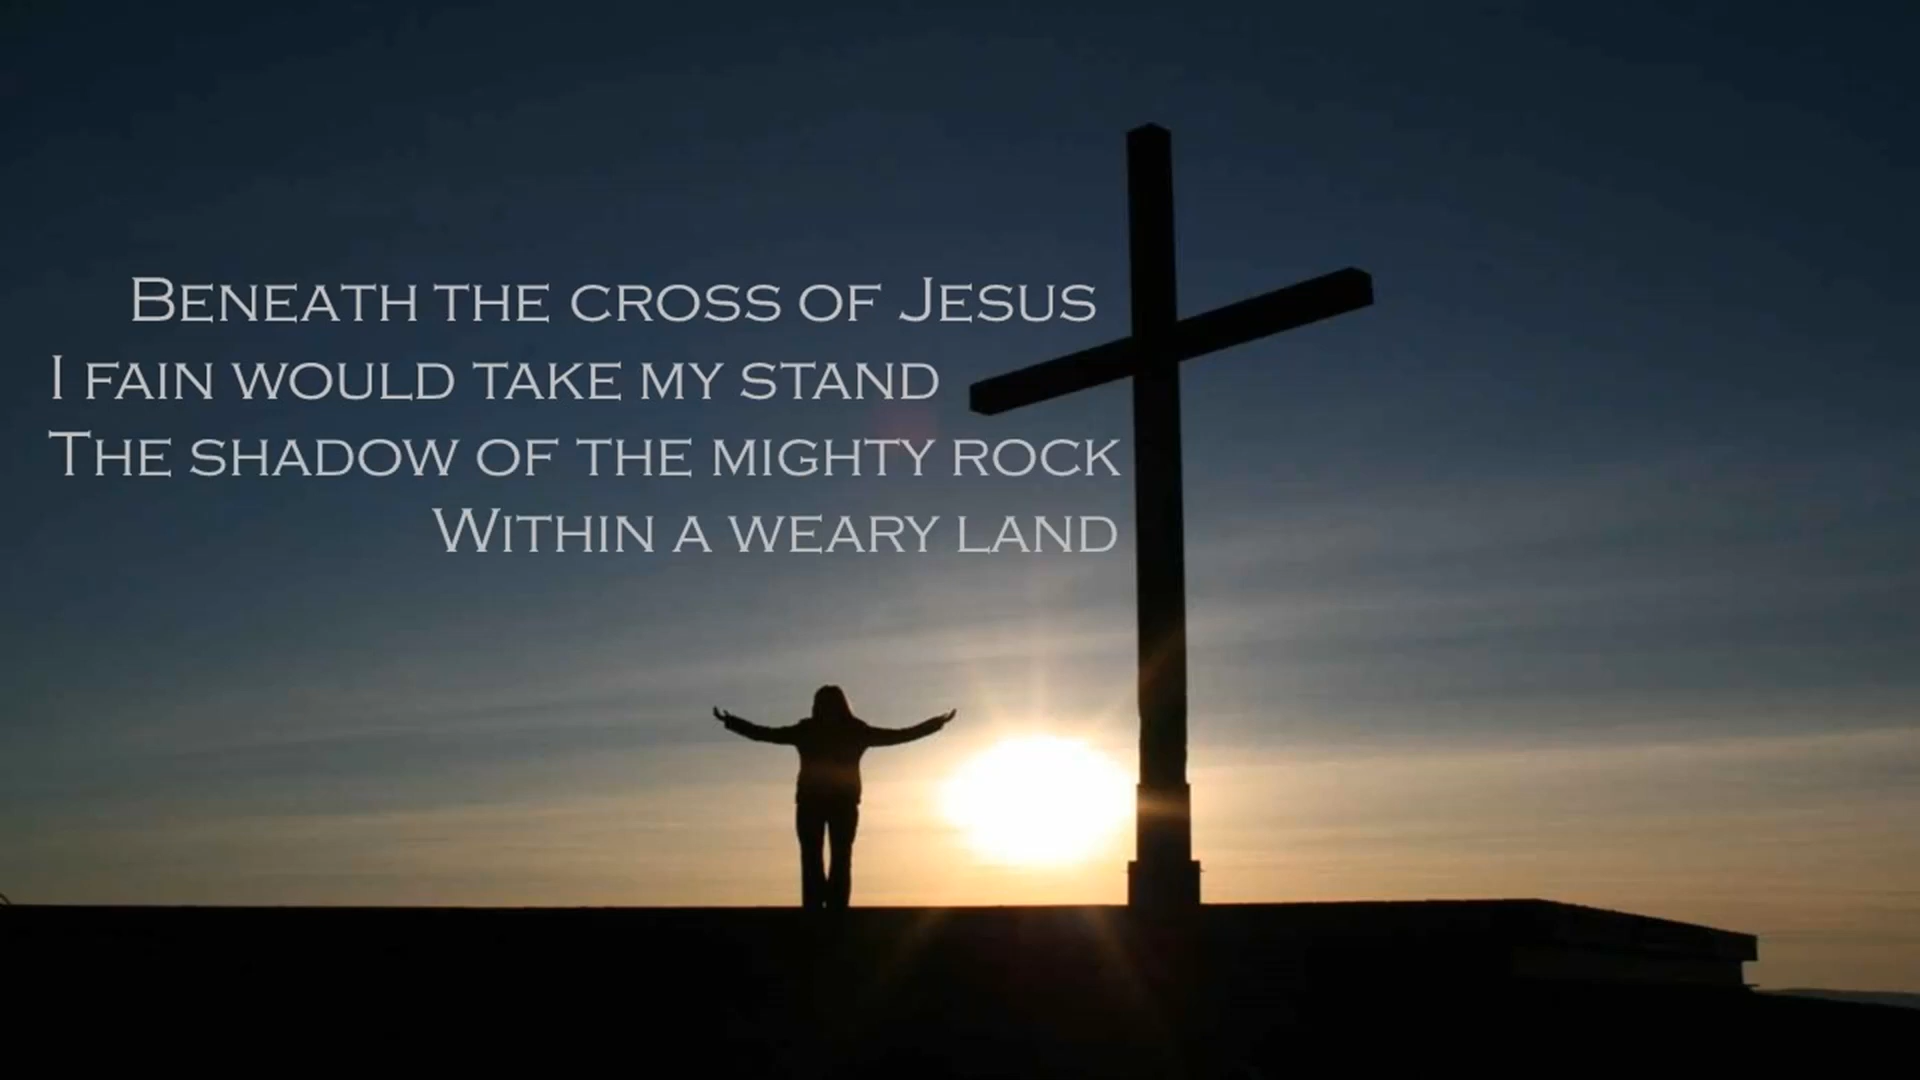 Beneath the cross of Jesus
I fain would take my stand
The shadow of the mighty rock
Within a weary land